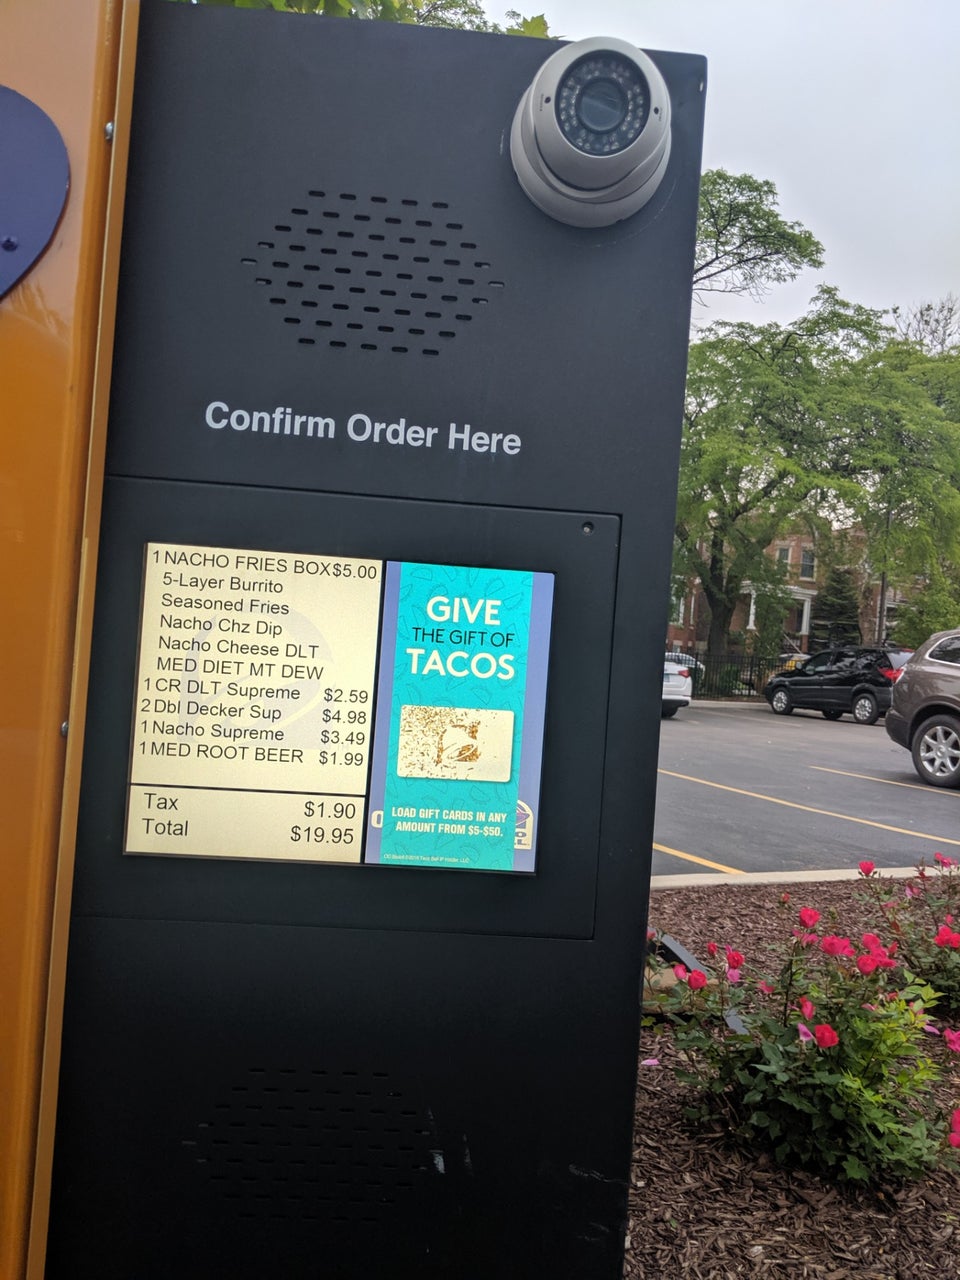 Confirm Order Here
1 NACHO FRIES BOX $5.00
5-Layer Burrito
Seasoned Fries
Nacho Chz Dip
Nacho Cheese DLT
MED DIET MT DEW
1 CR DLT Supreme $2.59
2 Dbl Decker Sup $4.98
1 Nacho Supreme $3.49
1 MED ROOT BEER $1.99
Tax $1.90
Total $19.95
GIVE
THE GIFT OF
TACOS
LOAD GIFT CARDS IN ANY
AMOUNT FROM $5-$50.